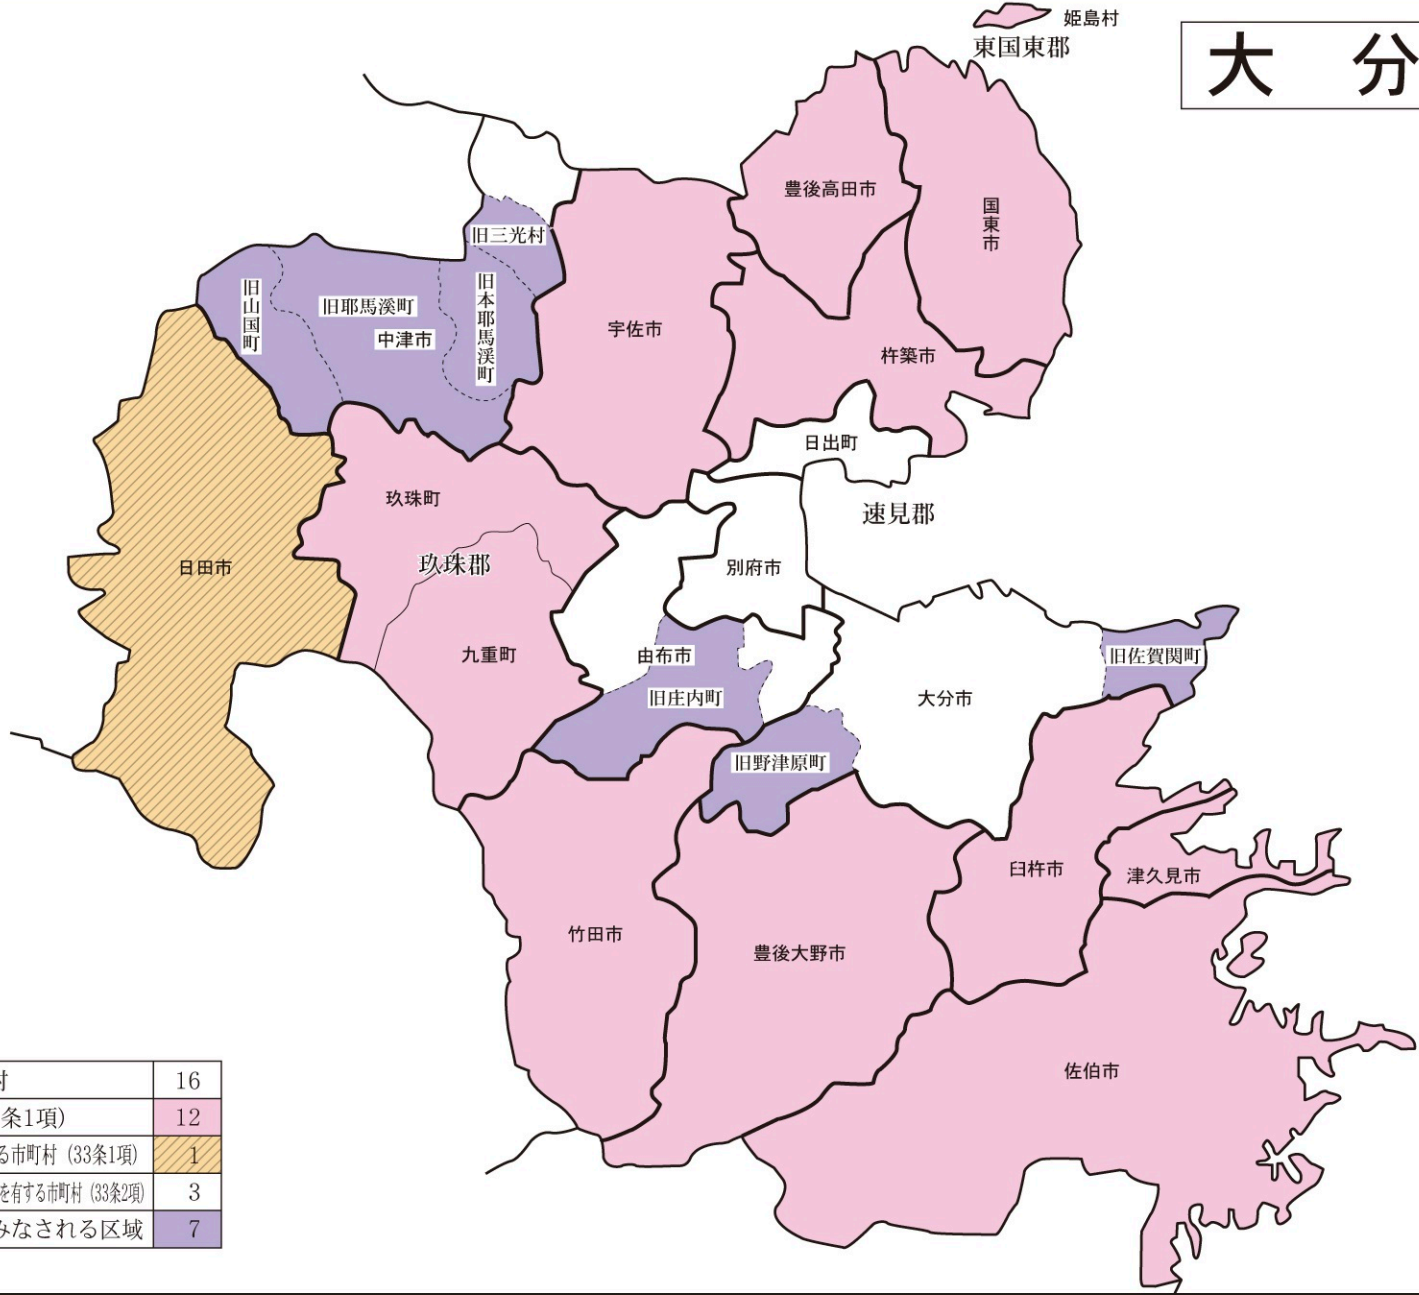 姫島村
東国東郡
大 分
豊後高田市
国東市
旧三光村
旧山国町
旧耶馬溪町
旧本耶馬渓町
中津市
宇佐市
杵築市
日出町
速見郡
玖珠町
玖珠郡
日田市
別府市
九重町
由布市
旧庄内町
旧佐賀関町
大分市
旧野津原町
臼杵市
津久見市
竹田市
豊後大野市
佐伯市
村 16
条1項) 12
る市町村 (33条1項) 1
を有する市町村 (33条2項) 3
みなされる区域 7